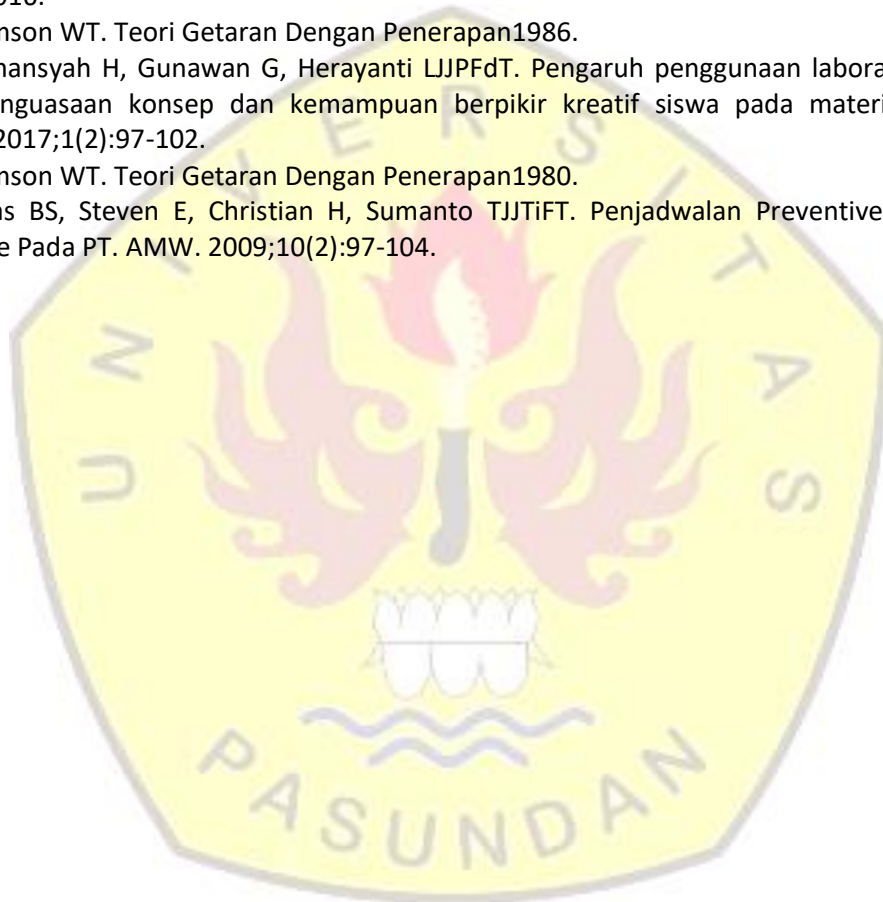 nson WT. Teori Getaran Dengan Penerapan1986.
nansyah H, Gunawan G, Herayanti LJJPFdT. Pengaruh penggunaan labora
nguasaan konsep dan kemampuan berpikir kreatif siswa pada materi
2017;1(2):97-102.
nson WT. Teori Getaran Dengan Penerapan1980.
as BS, Steven E, Christian H, Sumanto TJJTiFT. Penjadwalan Preventive
e Pada PT. AMW. 2009;10(2):97-104.
UNIVERSITAS
PASUNDAN